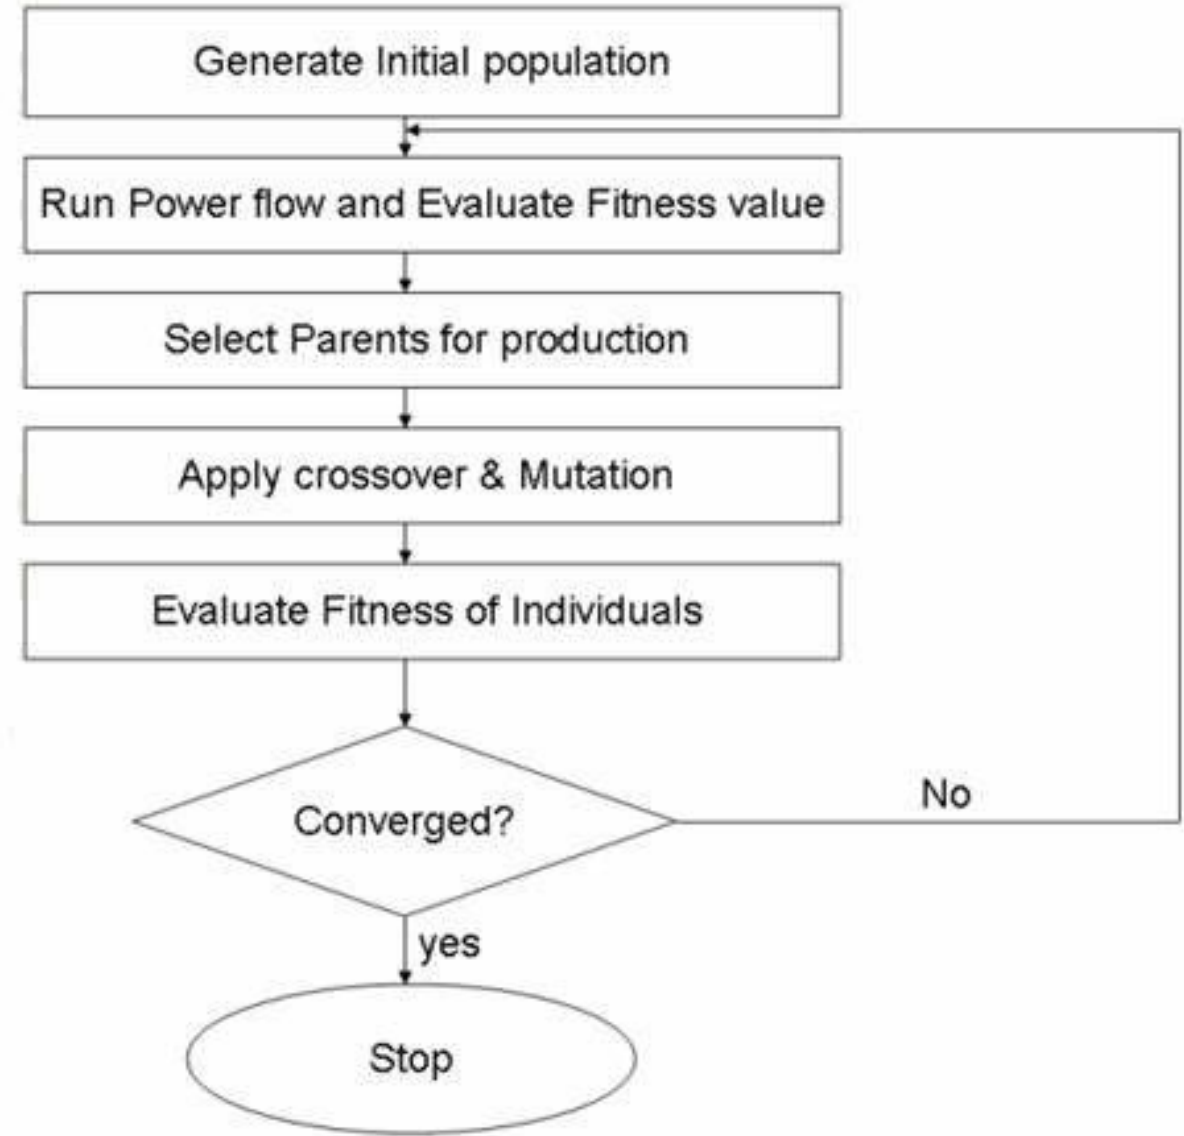 Generate Initial population
Run Power flow and Evaluate Fitness value
Select Parents for production
Apply crossover & Mutation
Evaluate Fitness of Individuals
Converged?
No
yes
Stop